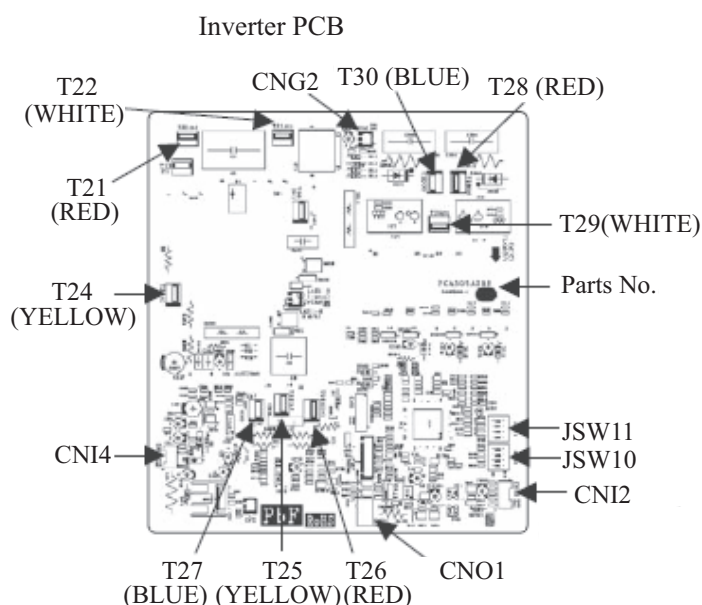 Inverter PCB
T22
(WHITE)
CNG2
T30 (BLUE)
T28 (RED)
T21
(RED)
T29(WHITE)
T24
(YELLOW)
Parts No.
CNI4
JSW11
JSW10
CNI2
PbF
RoHS
T27
(BLUE)
T25
(YELLOW)
T26
(RED)
CNO1